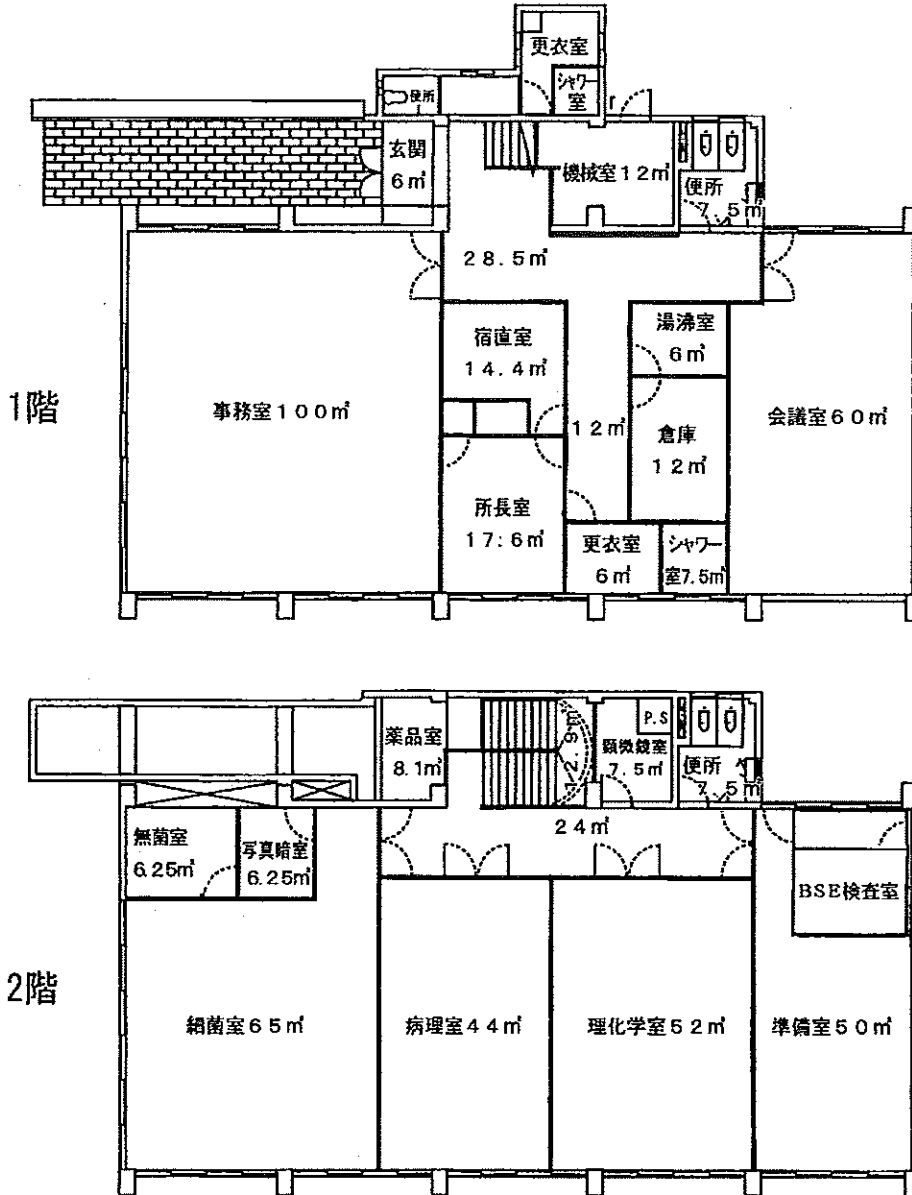 更衣室
シャワー
室
便所
玄関
6㎡
機械室12㎡
便所
7.5㎡
28.5㎡
宿直室
14.4㎡
湯沸室
6㎡
1階
事務室100㎡
12㎡
倉庫
12㎡
会議室60㎡
所長室
17.6㎡
更衣室
6㎡
シャワー
室7.5㎡
薬品室
8.1㎡
P.S
顕微鏡室
7.5㎡
便所
7.5㎡
24㎡
無菌室
6.25㎡
写真暗室
6.25㎡
BSE検査室
2階
細菌室65㎡
病理室44㎡
理化学室52㎡
準備室50㎡